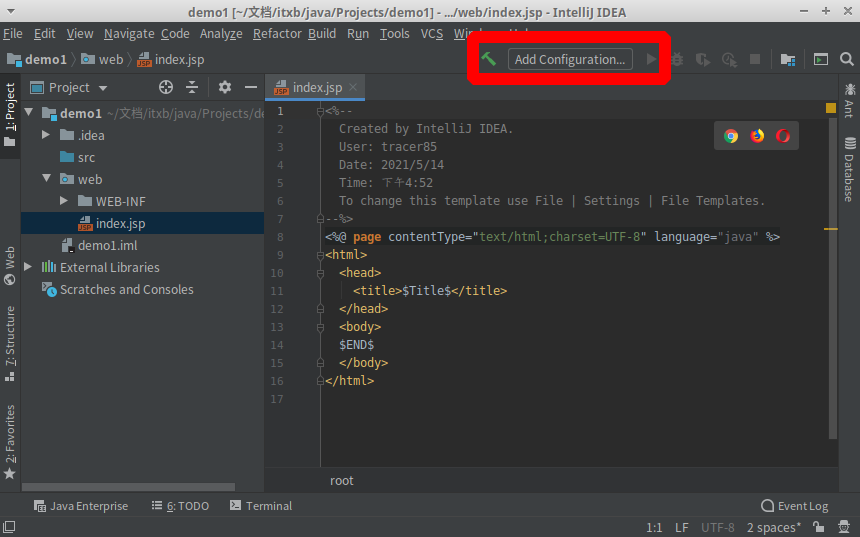 demo1 [~/文档/itxb/java/Projects/demo1] - .../web/index.jsp - IntelliJ IDEA
File Edit View Navigate Code Analyze Refactor Build Run Tools VCS
demo1 web index.jsp
Add Configuration...
1: Project
Project
index.jsp
demo1 ~/文档/itxb/java/Projects/de
.idea
src
web
WEB-INF
index.jsp
demo1.iml
External Libraries
Scratches and Consoles
1 <%--
2 Created by IntelliJ IDEA.
3 User: tracer85
4 Date: 2021/5/14
5 Time: 下午4:52
6 To change this template use File | Settings | File Templates.
7 --%>
8 <%@ page contentType="text/html;charset=UTF-8" language="java" %>
9 <html>
10 <head>
11 <title>$Title$</title>
12 </head>
13 <body>
14 $END$
15 </body>
16 </html>
17
root
Ant
Database
Web
7: Structure
2: Favorites
Java Enterprise 6: TODO Terminal Event Log
1:1 LF UTF-8 2 spaces*